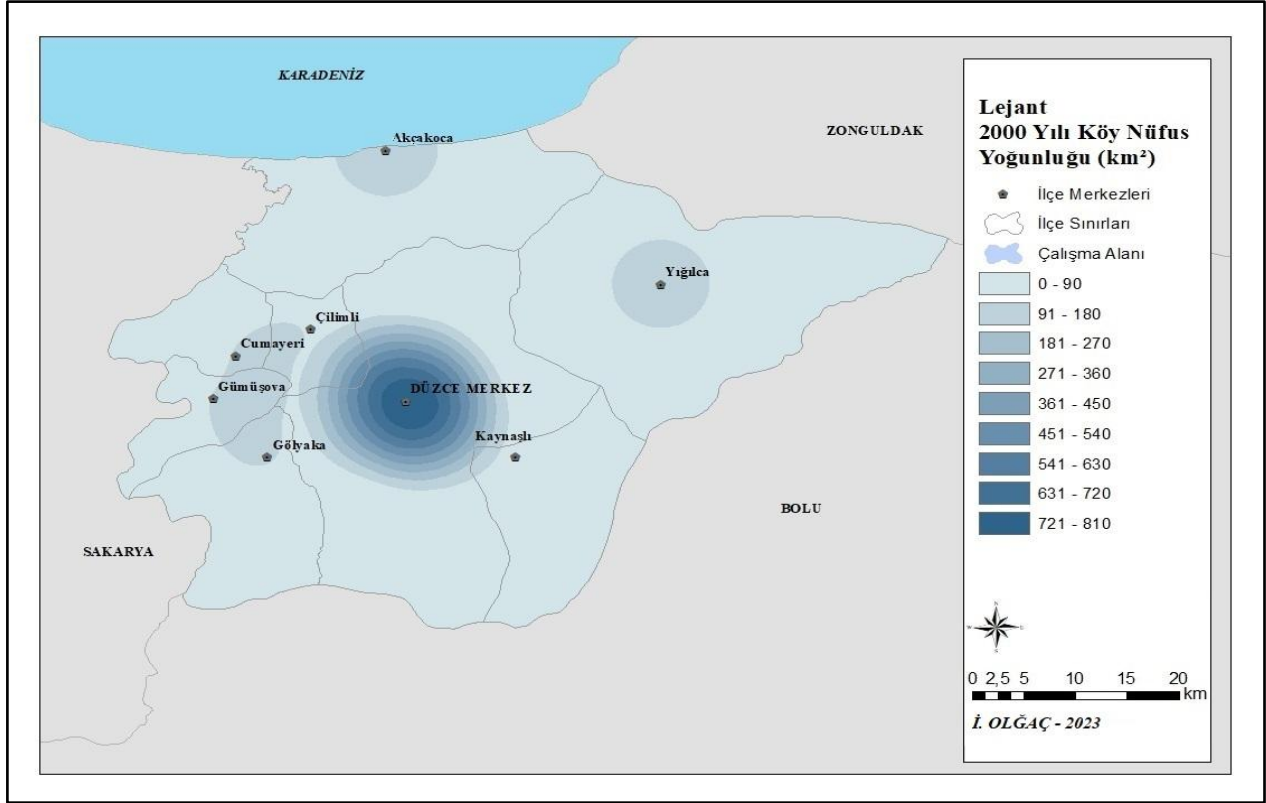 KARADENİZ
Akçakoca
ZONGULDAK
Yığılca
Çilimli
Cumayeri
Gümüşova
DÜZCE MERKEZ
Gölyaka
Kaynaşlı
BOLU
SAKARYA
Lejant
2000 Yılı Köy Nüfus
Yoğunluğu (km²)
İlçe Merkezleri
İlçe Sınırları
Çalışma Alanı
0 - 90
91 - 180
181 - 270
271 - 360
361 - 450
451 - 540
541 - 630
631 - 720
721 - 810
N
W E
S
0 2,5 5 10 15 20
km
İ. OLĞAÇ - 2023